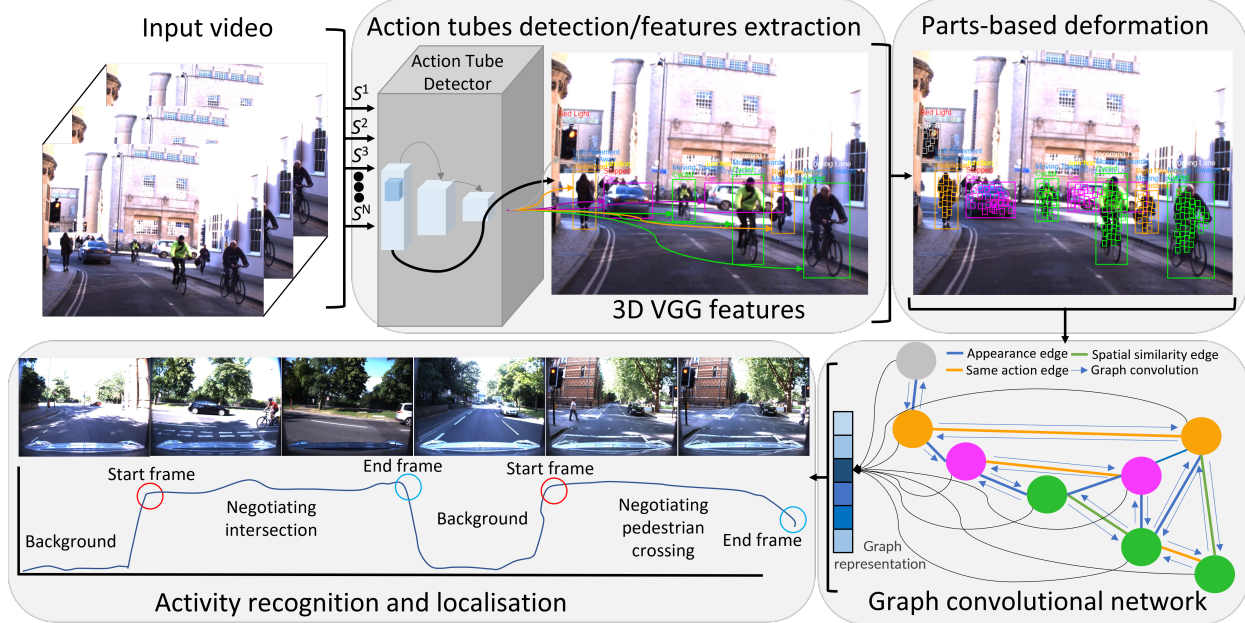 Input video
Action tubes detection/features extraction
Parts-based deformation
Action Tube
Detector
S1
S2
S3
SN
Red Light
Red Light
3D VGG features
Appearance edge
Spatial similarity edge
Same action edge
Graph convolution
Start frame
End frame
Start frame
Negotiating
intersection
Background
Background
Negotiating
pedestrian
crossing
End frame
Graph
representation
Activity recognition and localisation
Graph convolutional network